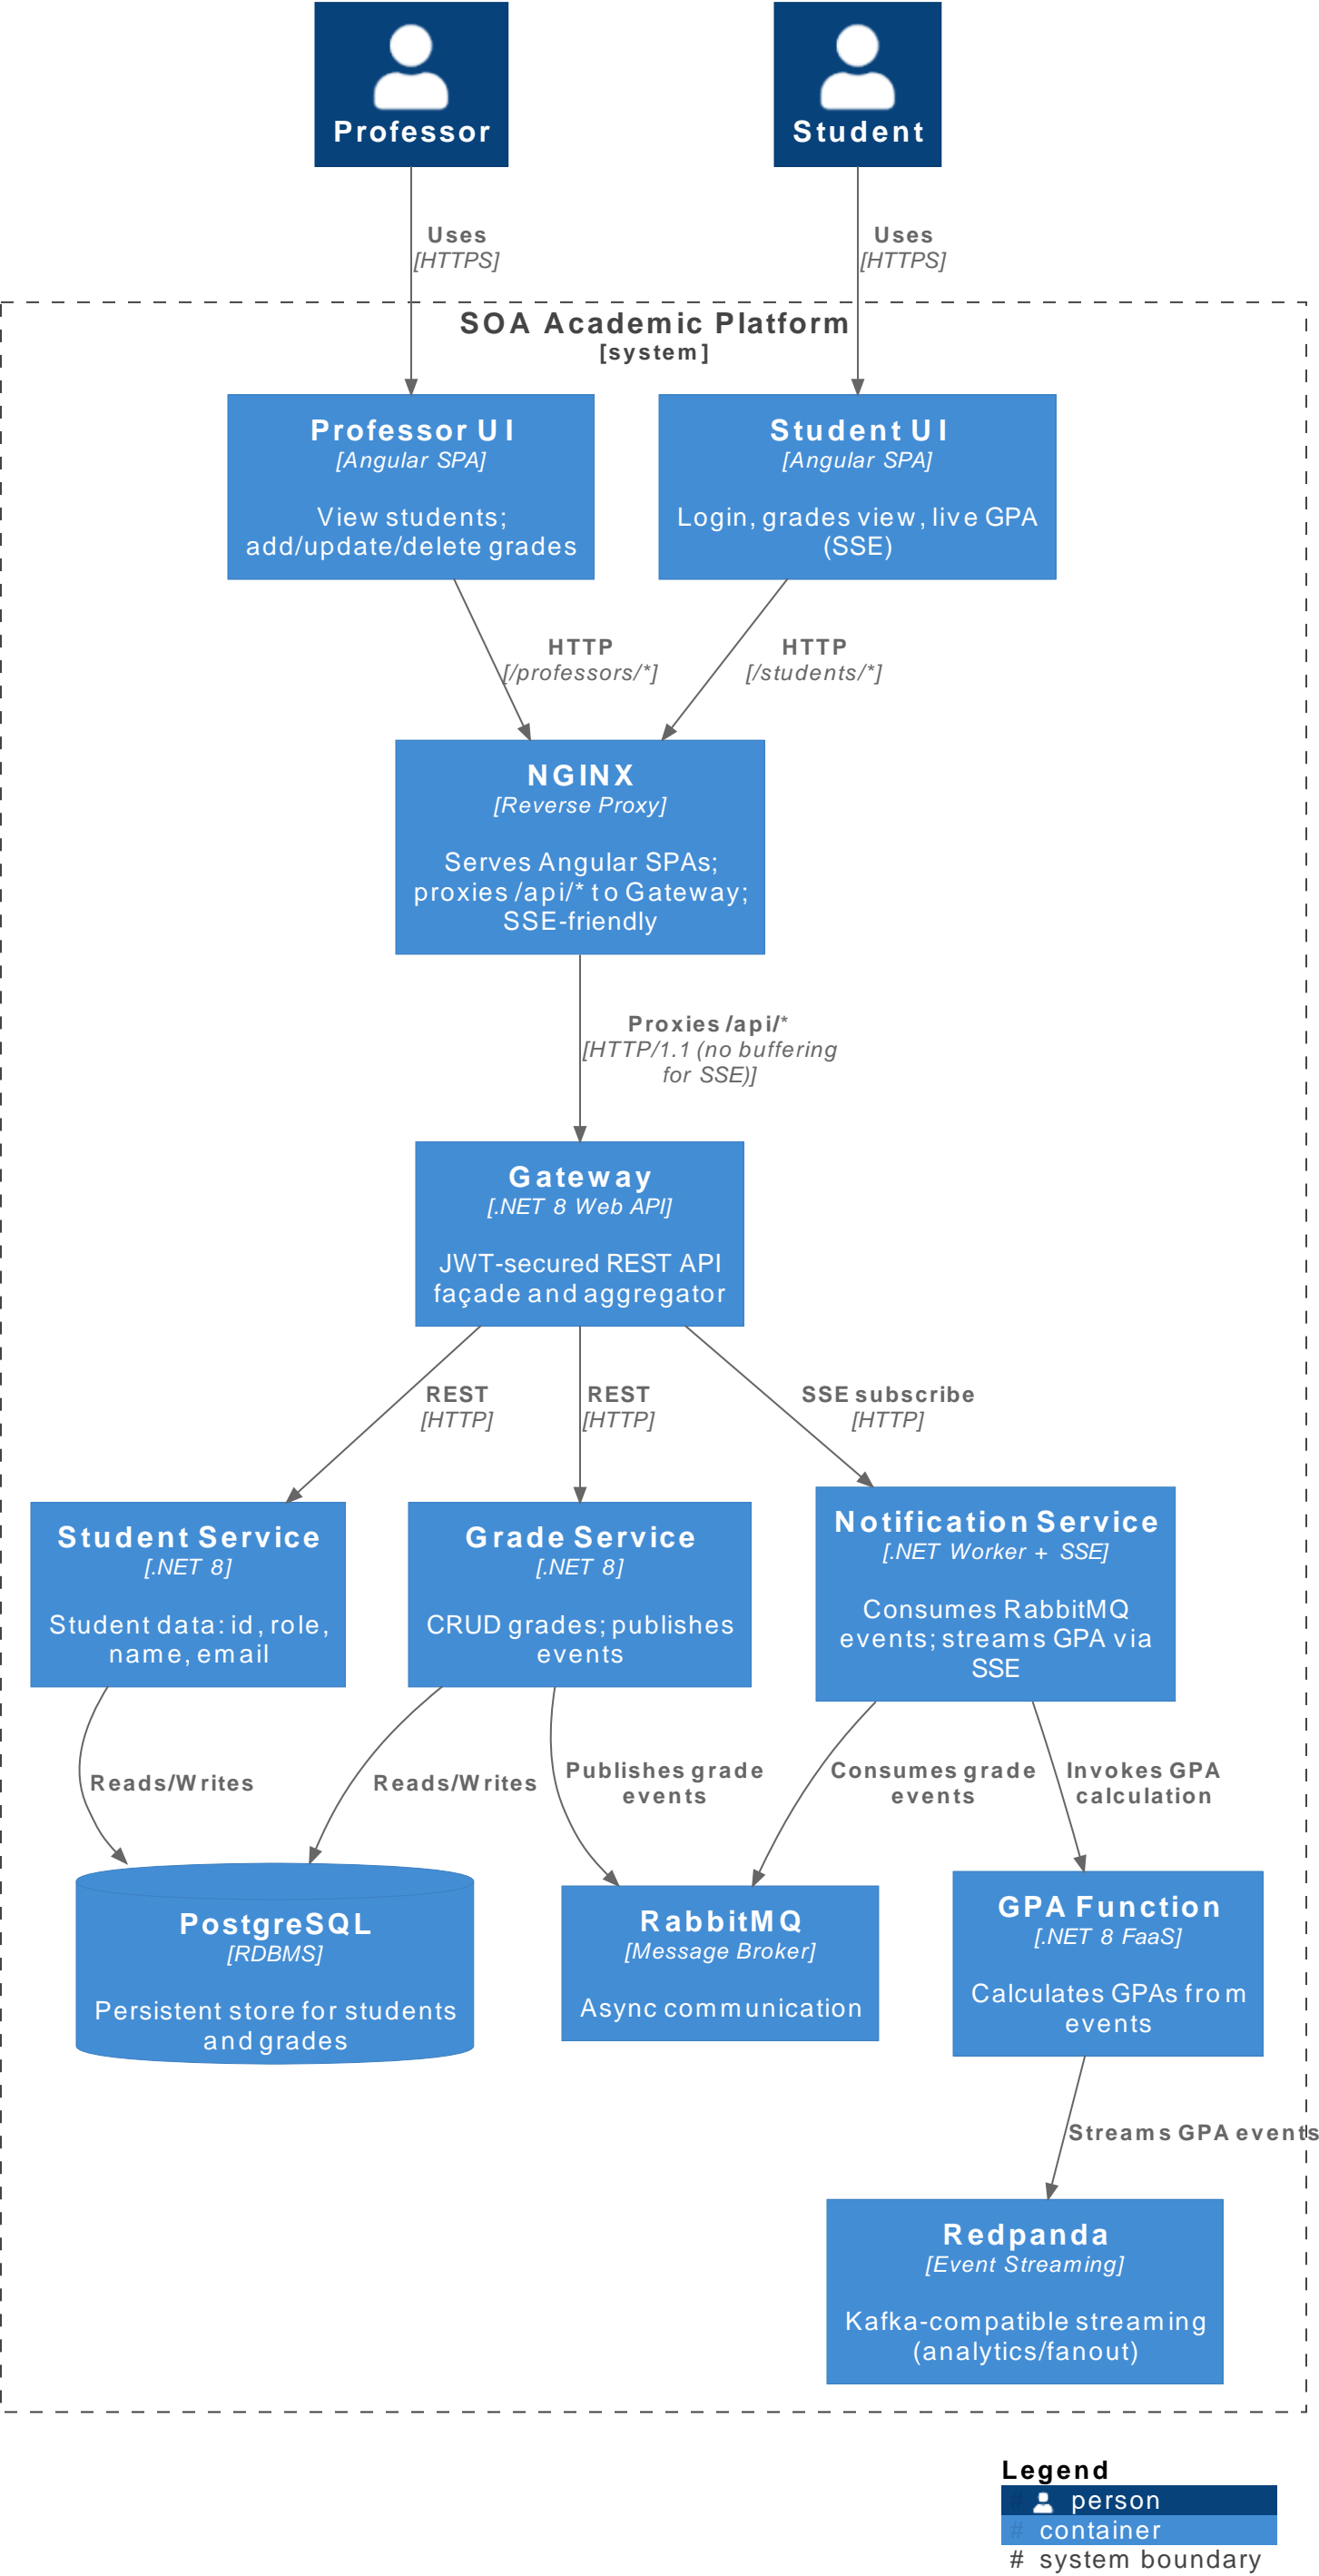 Professor
Student
Uses
[HTTPS]
Uses
[HTTPS]
SOA Academic Platform
[system]
Professor UI
[Angular SPA]
View students;
add/update/delete grades
Student UI
[Angular SPA]
Login, grades view, live GPA
(SSE)
HTTP
[/professors/*]
HTTP
[/students/*]
NGINX
[Reverse Proxy]
Serves Angular SPAs;
proxies /api/* to Gateway;
SSE-friendly
Proxies /api/*
[HTTP/1.1 (no buffering
for SSE)]
Gateway
[.NET 8 Web API]
JWT-secured REST API
façade and aggregator
REST
[HTTP]
REST
[HTTP]
SSE subscribe
[HTTP]
Student Service
[.NET 8]
Student data: id, role,
name, email
Grade Service
[.NET 8]
CRUD grades; publishes
events
Notification Service
[.NET Worker + SSE]
Consumes RabbitMQ
events; streams GPA via
SSE
Reads/Writes
Reads/Writes
Publishes grade
events
Consumes grade
events
Invokes GPA
calculation
PostgreSQL
[RDBMS]
Persistent store for students
and grades
RabbitMQ
[Message Broker]
Async communication
GPA Function
[.NET 8 FaaS]
Calculates GPAs from
events
Streams GPA events
Redpanda
[Event Streaming]
Kafka-compatible streaming
(analytics/fanout)
Legend
# person
# container
# system boundary